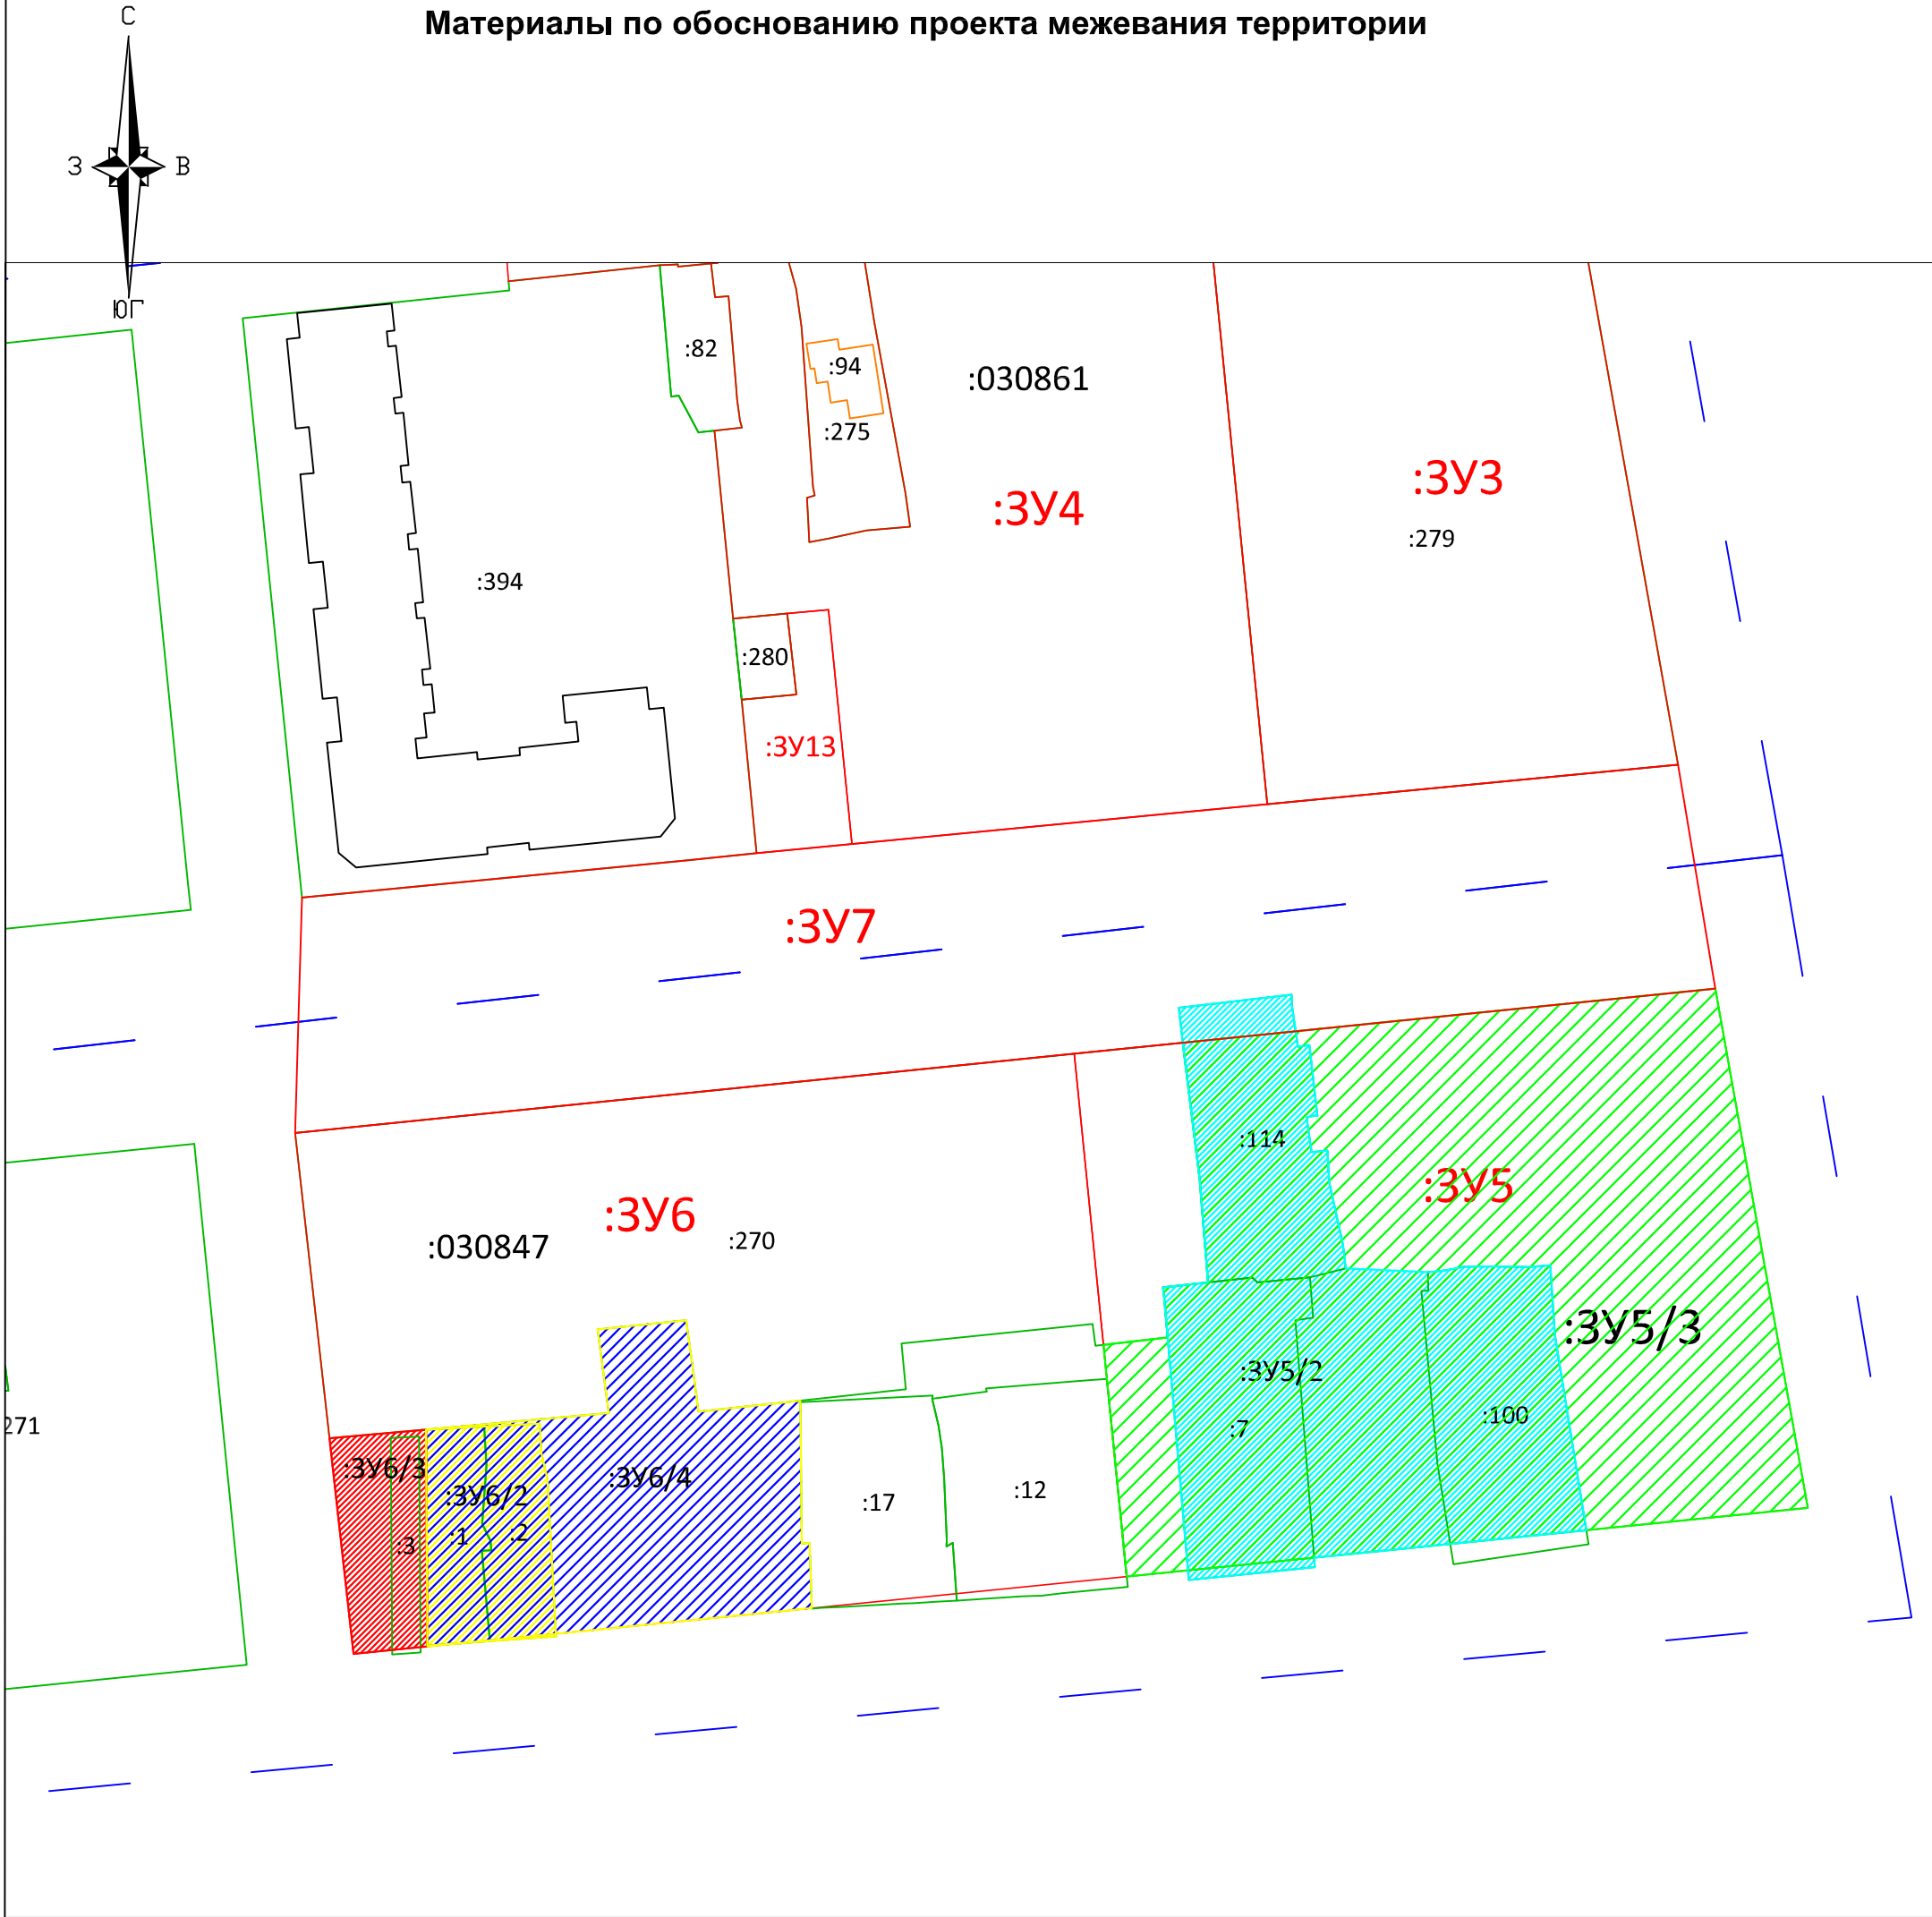 Материалы по обоснованию проекта межевания территории
С
З
В
ЮГ
:82
:94
:030861
:275
:ЗУ3
:ЗУ4
:279
:394
:280
:ЗУ13
:ЗУ7
:114
:ЗУ5
:ЗУ6
:270
:030847
:ЗУ5/3
:ЗУ5/2
:7
:100
271
:ЗУ6/3
:ЗУ6/4
:ЗУ6/2
:12
:17
:3
:1
:2